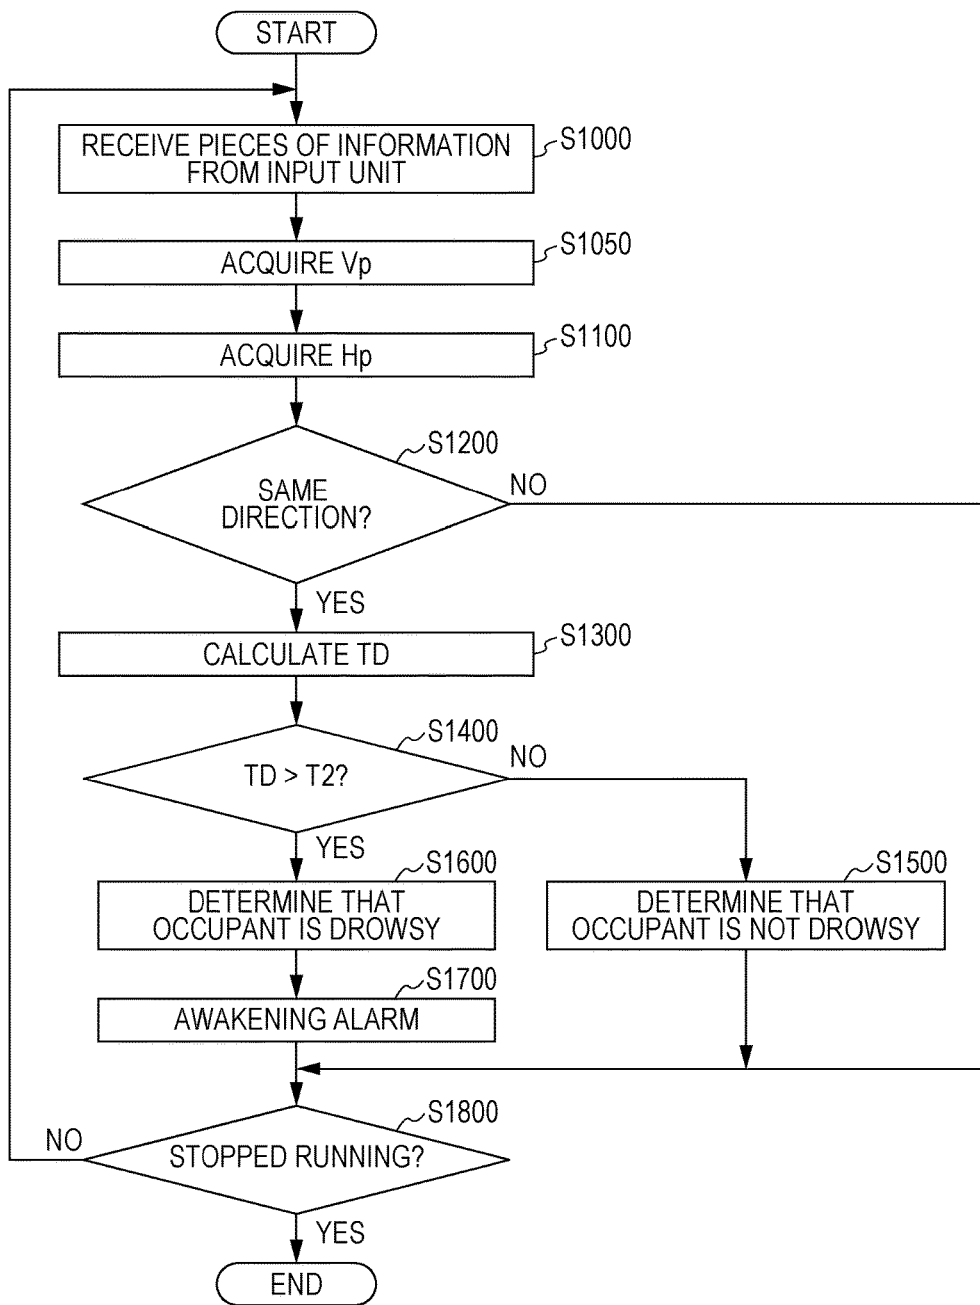 START
RECEIVE PIECES OF INFORMATION
FROM INPUT UNIT
S1000
ACQUIRE Vp
S1050
ACQUIRE Hp
S1100
SAME
DIRECTION?
S1200
NO
YES
CALCULATE TD
S1300
TD > T2?
S1400
NO
YES
DETERMINE THAT
OCCUPANT IS DROWSY
S1600
DETERMINE THAT
OCCUPANT IS NOT DROWSY
S1500
AWAKENING ALARM
S1700
STOPPED RUNNING?
S1800
NO
YES
END